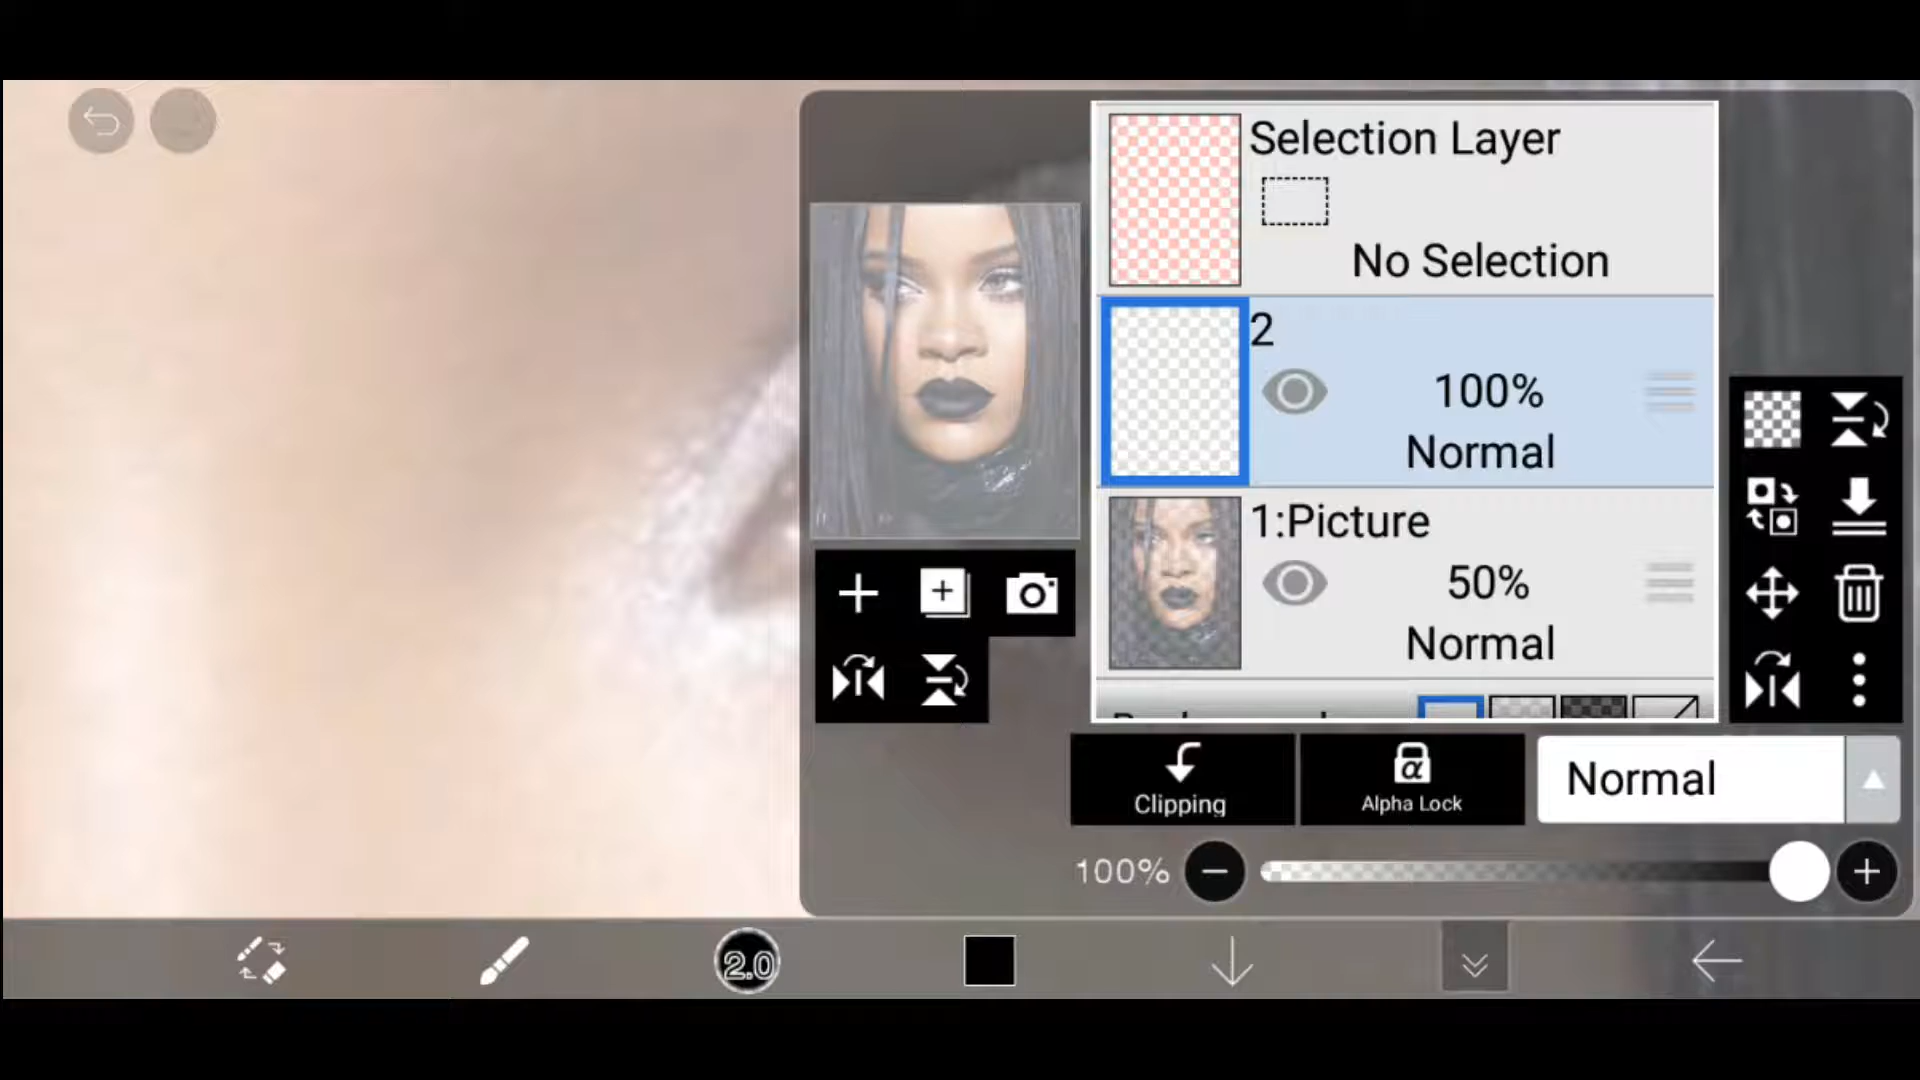 Selection Layer
No Selection
2
100%
Normal
1:Picture
50%
Normal
Clipping
α
Alpha Lock
Normal
100%
2.0